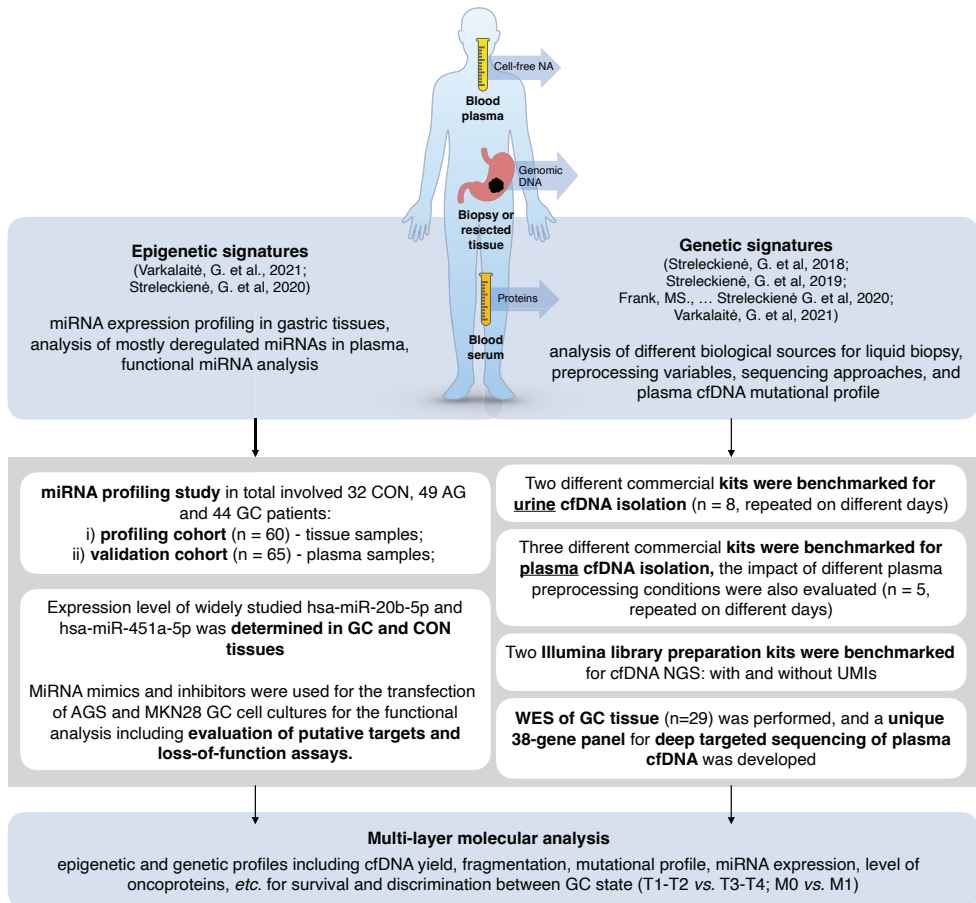 Cell-free NA
Blood
plasma
Genomic
DNA
Biopsy or
resected
tissue
Proteins
Blood
serum
Epigenetic signatures
(Varkalaitė, G. et al., 2021;
Streleckienė, G. et al, 2020)
miRNA expression profiling in gastric tissues,
analysis of mostly deregulated miRNAs in plasma,
functional miRNA analysis
Genetic signatures
(Streleckienė, G. et al, 2018;
Streleckienė, G. et al, 2019;
Frank, MS., … Streleckienė G. et al, 2020;
Varkalaitė, G. et al, 2021)
analysis of different biological sources for liquid biopsy,
preprocessing variables, sequencing approaches, and
plasma cfDNA mutational profile
miRNA profiling study in total involved 32 CON, 49 AG
and 44 GC patients:
i) profiling cohort (n = 60) - tissue samples;
ii) validation cohort (n = 65) - plasma samples;
Expression level of widely studied hsa-miR-20b-5p and
hsa-miR-451a-5p was determined in GC and CON
tissues
MiRNA mimics and inhibitors were used for the transfection
of AGS and MKN28 GC cell cultures for the functional
analysis including evaluation of putative targets and
loss-of-function assays.
Two different commercial kits were benchmarked for
urine cfDNA isolation (n = 8, repeated on different days)
Three different commercial kits were benchmarked for
plasma cfDNA isolation, the impact of different plasma
preprocessing conditions were also evaluated (n = 5,
repeated on different days)
Two Illumina library preparation kits were benchmarked
for cfDNA NGS: with and without UMIs
WES of GC tissue (n=29) was performed, and a unique
38-gene panel for deep targeted sequencing of plasma
cfDNA was developed
Multi-layer molecular analysis
epigenetic and genetic profiles including cfDNA yield, fragmentation, mutational profile, miRNA expression, level of
oncoproteins, etc. for survival and discrimination between GC state (T1-T2 vs. T3-T4; M0 vs. M1)